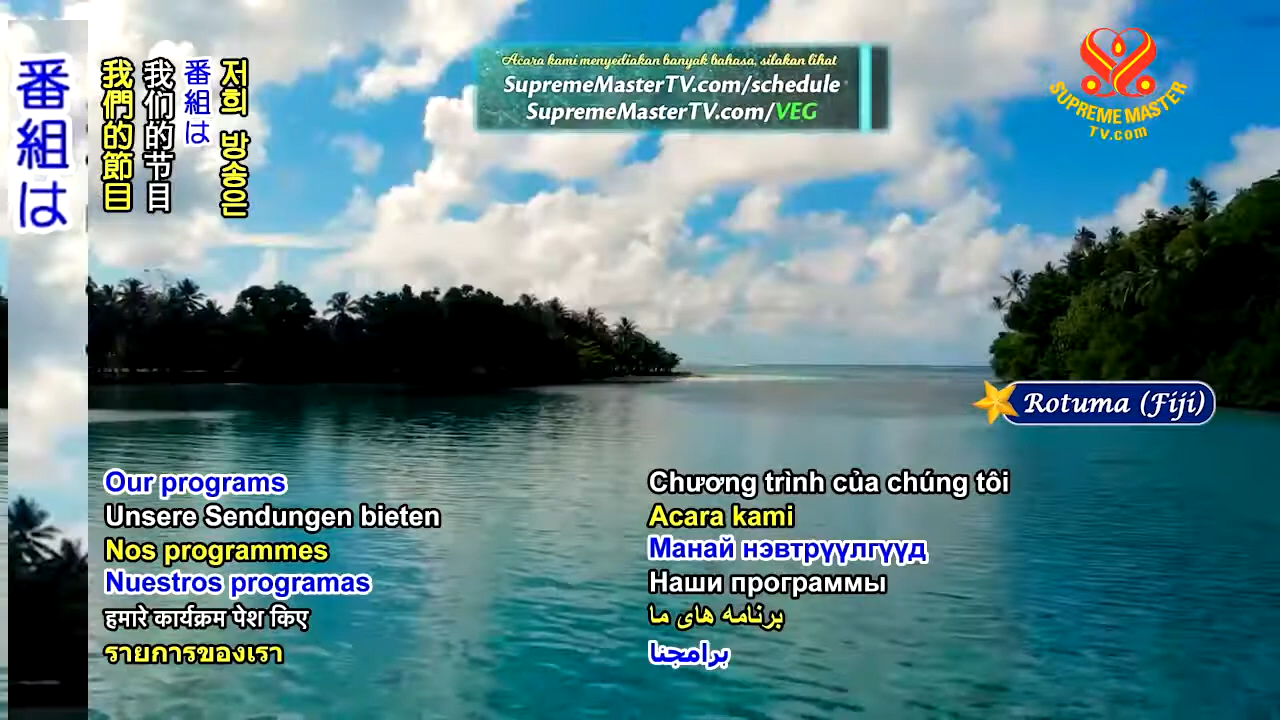 番組は
我們的節目
我们的节目
番組は
저희 방송은
Acara kami menyediakan banyak bahasa, silakan lihat
SupremeMasterTV.com/schedule
SupremeMasterTV.com/VEG
SUPREME MASTER
TV.com
Rotuma (Fiji)
Our programs
Unsere Sendungen bieten
Nos programmes
Nuestros programas
हमारे कार्यक्रम पेश किए
รายการของเรา
Chương trình của chúng tôi
Acara kami
Манай нэвтрүүлгүүд
Наши программы
برنامه های ما
برامجنا